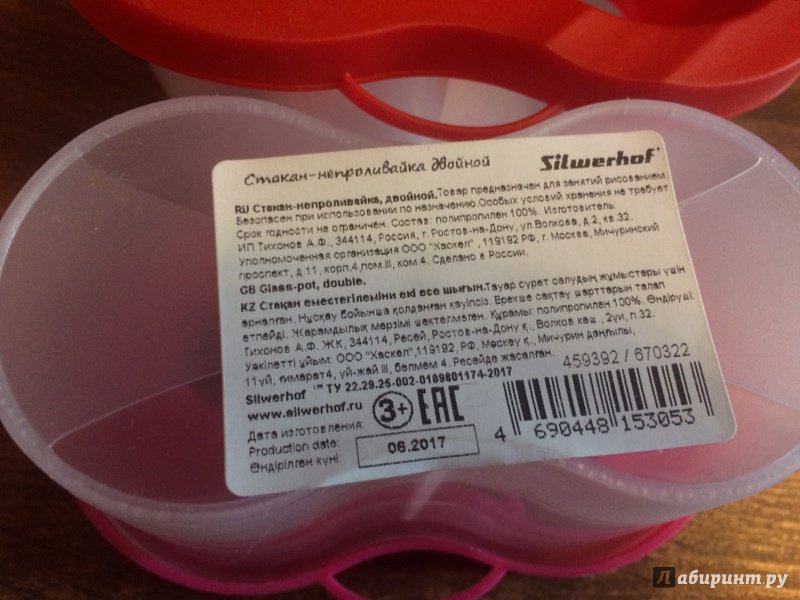 Стакан-непроливайка двойной
Silwerhof
RU Стакан-непроливайка, двойной. Товар предназначен для занятий рисованием.
Безопасен при использовании по назначению. Особых условий хранения не требует
Срок годности не ограничен. Состав: полипропилен 100%. Изготовитель:
ИП Тихонов А.Ф., 344114, Россия, г. Ростов-на-Дону, ул. Волкова, д.2, кв.32.
Уполномоченная организация ООО "Хаскел", 119192 РФ, г. Москва, Мичуринский
проспект, д.11, корп.4, пом.III, ком.4. Сделано в России.
GB Glass-pot, double.
KZ Стақан еместегілеміни екі есе шығын. Тауар сурет салудың жұмыстары үшін
арналған. Нұсқау бойынша қолданған қауіпсіз. Ерекше сақтау шарттарын талап
етпейді. Жарамдылық мерзімі шектелмеген. Құрамы: полипропилен 100%. Өндіруші:
Тихонов А.Ф. ЖК, 344114, Ресей, Ростов-на-Дону қ., Волков көш., 2үй, п.32.
Уәкілетті ұйым: ООО "Хаскел", 119192, РФ, Мәскеу қ., Мичурин даңғылы,
11үй, ғимарат4, үй-жай III, бөлмем 4. Ресейде жасалған.
459392 / 670322
Silwerhof ™ ТУ 22.29.25-002-0189801174-2017
www.silwerhof.ru
3+
EAC
Дата изготовления:
Production date:
Өндірілген күні:
06.2017
4 690448 153053
Лабиринт.ру